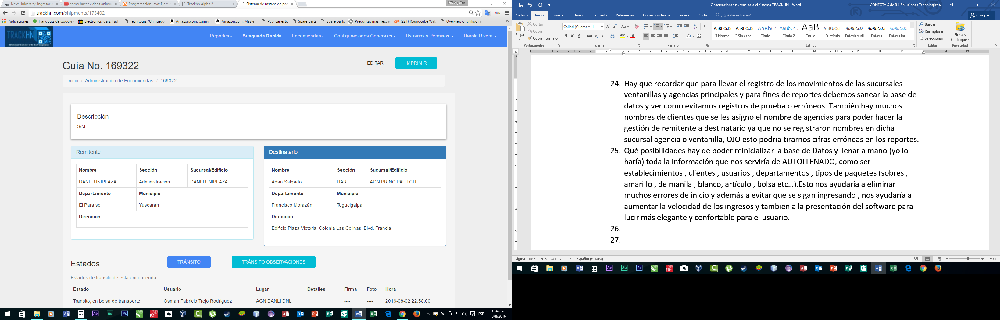 Next University: Ingresar a
como hacer videos anima
Programación Java: Ejerci
Trackhn Alpha 2
Sistema de rastreo de paq
HD Aguilar
trackhn.com/shipments/173402
Aplicaciones
Hangouts de Google
Electronics, Cars, Fash
Tecnitours "Un nuevo
Amazon.com: Camry
Amazon.com: Master
Publicar esto
Spare parts
Spare parts
Preguntas más frecue
(221) Roundcube Web
Overview of vitiligo
TRACKHN
Reportes
Busqueda Rapida
Encomiendas
Configuraciones Generales
Usuarios y Permisos
Harold Rivera
Guía No. 169322
EDITAR
IMPRIMIR
Inicio / Administración de Encomiendas / 169322
Descripción
S/M
Remitente
Nombre Sección Sucursal/Edificio
DANLI UNIPLAZA Administración DANLI UNIPLAZA
Departamento Municipio
El Paraíso Yuscarán
Dirección
Destinatario
Nombre Sección Sucursal/Edificio
Adan Salgado UAR AGN PRINCIPAL TGU
Departamento Municipio
Francisco Morazán Tegucigalpa
Dirección
Edificio Plaza Victoria, Colonia Las Colinas, Blvd. Francia
Estados
TRÁNSITO
TRÁNSITO OBSERVACIONES
Estados de tránsito de esta encomienda
Estado Usuario Lugar Detalles Firma Foto Hora
Transito, en bolsa de transporte Osman Fabricio Trejo Rodriguez AGN DANLI DNL ---- ---- 2016-08-02 22:58:00
ESP
3:14 a. m.
3/8/2016
Observaciones nuevas para el sistema TRACKHN - Word
CONECTA S de R L Soluciones Tecnologicas.
Archivo Inicio Insertar Diseño Formato Referencias Correspondencia Revisar Vista ¿Qué desea hacer? Compartir
Pegar
Cortar
Copiar
Copiar formato
Portapapeles
Calibri (Cuerpo 11
N K S abc x₂ x²
Fuente
Párrafo
AaBbCcDc AaBbCcDc AaBbCc AaBbCcD AaB AaBbCcD AaBbCcDc AaBbCcDc AaBbCcDc
¶ Normal ¶ Sin espa... Título 1 Título 2 Título Subtítulo Énfasis sutil Énfasis Énfasis int...
Estilos
Buscar
Reemplazar
Seleccionar
Editar
Firme y
Codifique
Privacidad
24. Hay que recordar que para llevar el registro de los movimientos de las sucursales
ventanillas y agencias principales y para fines de reportes debemos sanear la base de
datos y ver como evitamos registros de prueba o erróneos. También hay muchos
nombres de clientes que se les asigno el nombre de agencias para poder hacer la
gestión de remitente a destinatario ya que no se registraron nombres en dicha
sucursal agencia o ventanilla, OJO esto podría tirarnos cifras erróneas en los reportes.
25. Qué posibilidades hay de poder reinicializar la base de Datos y llenar a mano (yo lo
haría) toda la información que nos serviría de AUTOLLENADO, como ser
establecimientos , clientes , usuarios , departamentos , tipos de paquetes (sobres ,
amarillo , de manila , blanco, artículo , bolsa etc...).Esto nos ayudaría a eliminar
muchos errores de inicio y además a evitar que se sigan ingresando , nos ayudaría a
aumentar la velocidad de los ingresos y también a la presentación del software para
lucir más elegante y confortable para el usuario.
26.
27.
Página 7 de 7 915 palabras Español (España)
190 %